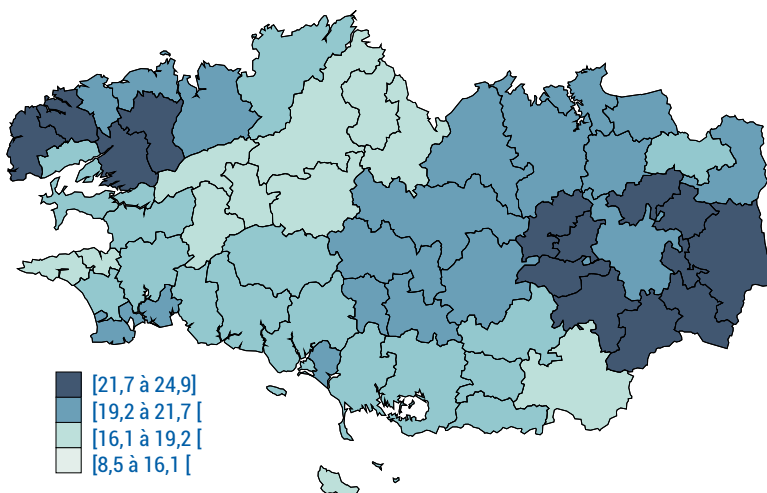 [21,7 à 24,9]
[19,2 à 21,7 [
[16,1 à 19,2 [
[8,5 à 16,1 [